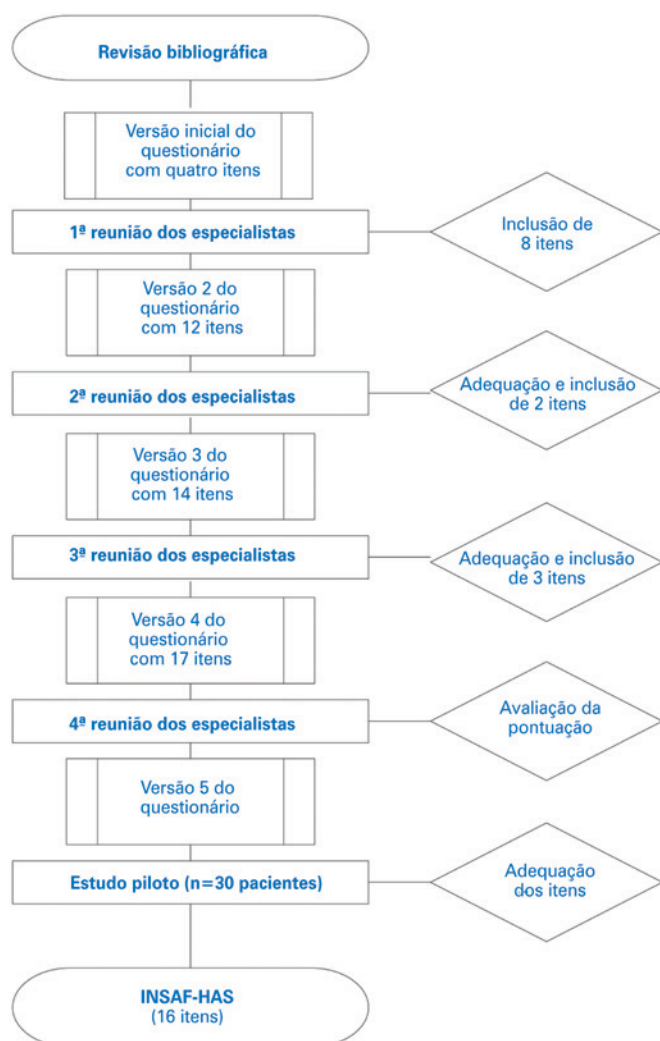 Revisão bibliográfica
Versão inicial do
questionário
com quatro itens
1ª reunião dos especialistas
Inclusão de
8 itens
Versão 2 do
questionário
com 12 itens
2ª reunião dos especialistas
Adequação e inclusão
de 2 itens
Versão 3 do
questionário
com 14 itens
3ª reunião dos especialistas
Adequação e inclusão
de 3 itens
Versão 4 do
questionário
com 17 itens
4ª reunião dos especialistas
Avaliação da
pontuação
Versão 5 do
questionário
Estudo piloto (n=30 pacientes)
Adequação
dos itens
INSAF-HAS
(16 itens)